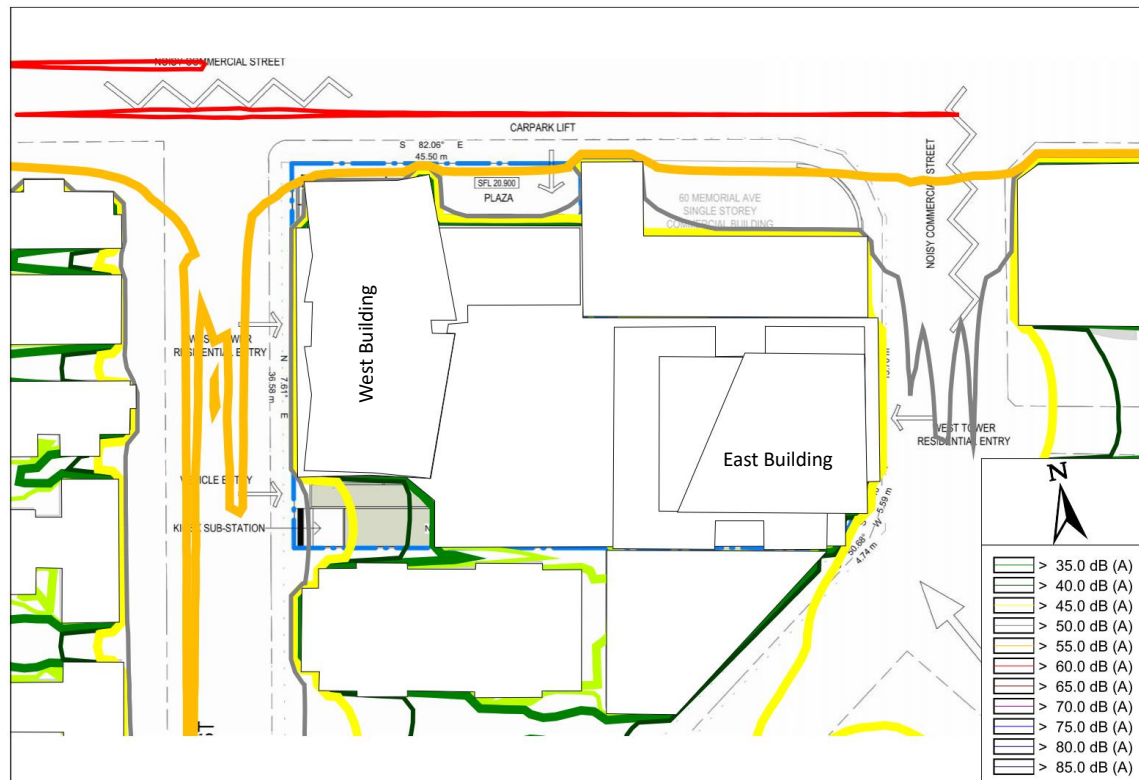 NOISY COMMERCIAL STREET
CARPARK LIFT
S 82.06° E
45.50 m
SFL 20.900
PLAZA
60 MEMORIAL AVE
SINGLE STOREY
COMMERCIAL BUILDING
NOISY COMMERCIAL STREET
West Building
RESIDENTIAL ENTRY
N 7.61° E
36.58 m
East Building
WEST TOWER
RESIDENTIAL ENTRY
VEHICLE ENTRY
SUB-STATION
N
5.59 m
50.68°
4.74 m
N
> 35.0 dB (A)
> 40.0 dB (A)
> 45.0 dB (A)
> 50.0 dB (A)
> 55.0 dB (A)
> 60.0 dB (A)
> 65.0 dB (A)
> 70.0 dB (A)
> 75.0 dB (A)
> 80.0 dB (A)
> 85.0 dB (A)